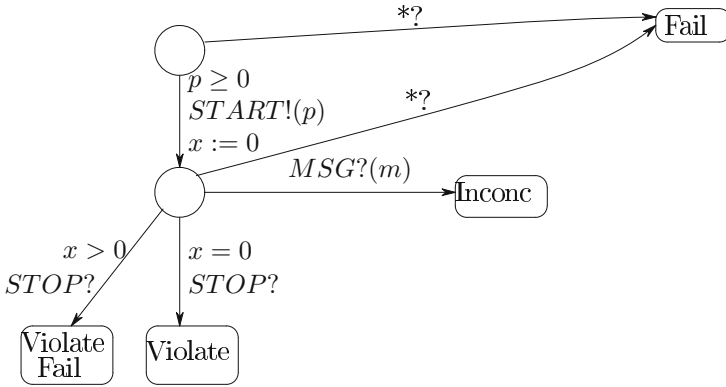 *?
Fail
p ≥ 0
START!(p)
x := 0
*?
MSG?(m)
Inconc
x > 0
STOP?
x = 0
STOP?
Violate
Fail
Violate